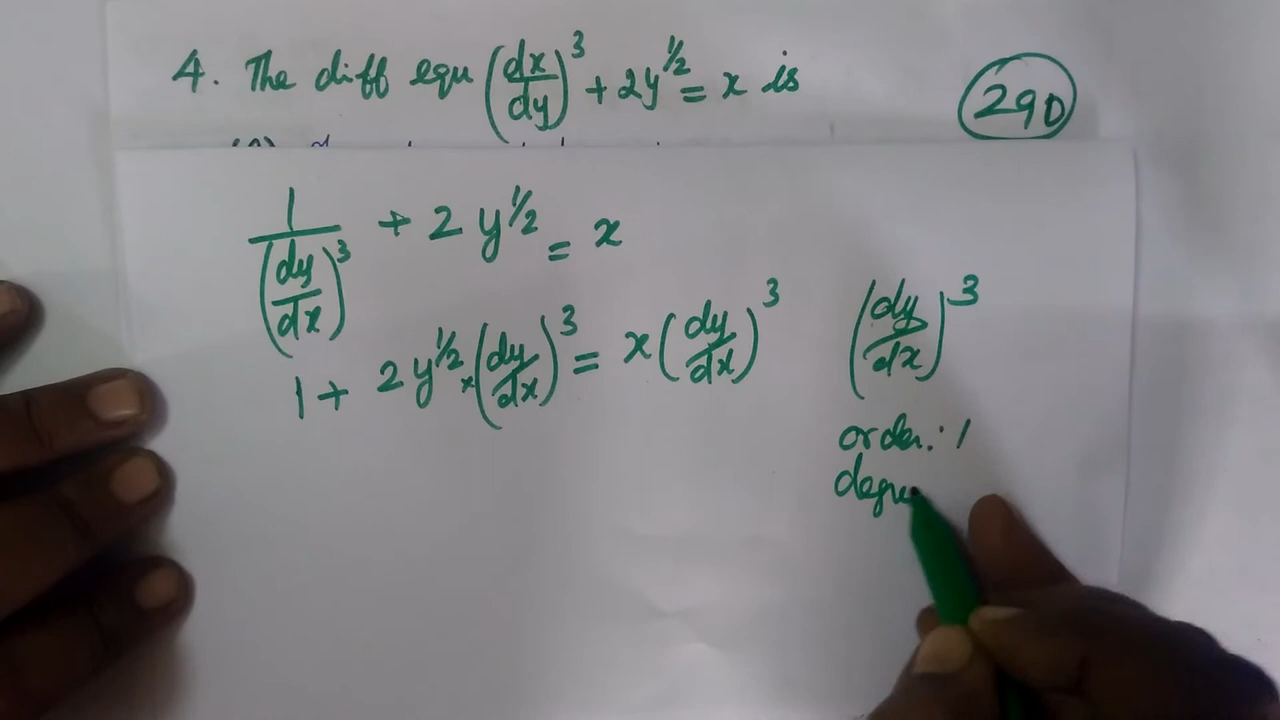 4. The diff equ (dx/dy)^3 + 2y^1/2 = x is
290
1/(dy/dx)^3 + 2 y^1/2 = x
1 + 2y^1/2 × (dy/dx)^3 = x (dy/dx)^3
(dy/dx)^3
order: 1
degre